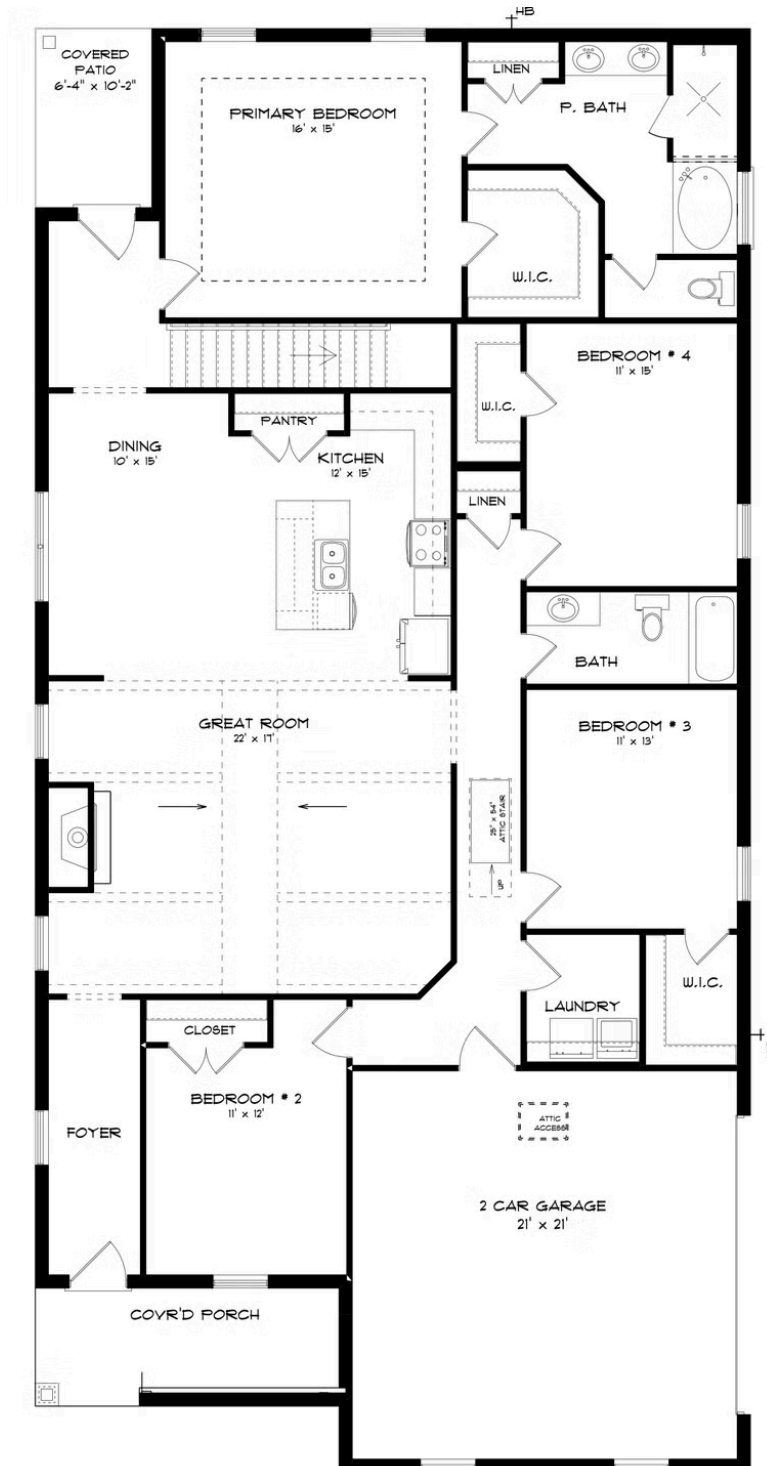 HB
COVERED
PATIO
6'-4" x 10'-2"
PRIMARY BEDROOM
16' x 15'
LINEN
P. BATH
W.I.C.
BEDROOM # 4
11' x 15'
W.I.C.
DINING
10' x 15'
PANTRY
KITCHEN
12' x 15'
LINEN
BATH
GREAT ROOM
22' x 17'
BEDROOM # 3
11' x 13'
25" x 54"
ATTIC STAIR
UP
W.I.C.
LAUNDRY
CLOSET
BEDROOM # 2
11' x 12'
FOYER
ATTIC
ACCESS
2 CAR GARAGE
21' x 21'
COVR'D PORCH